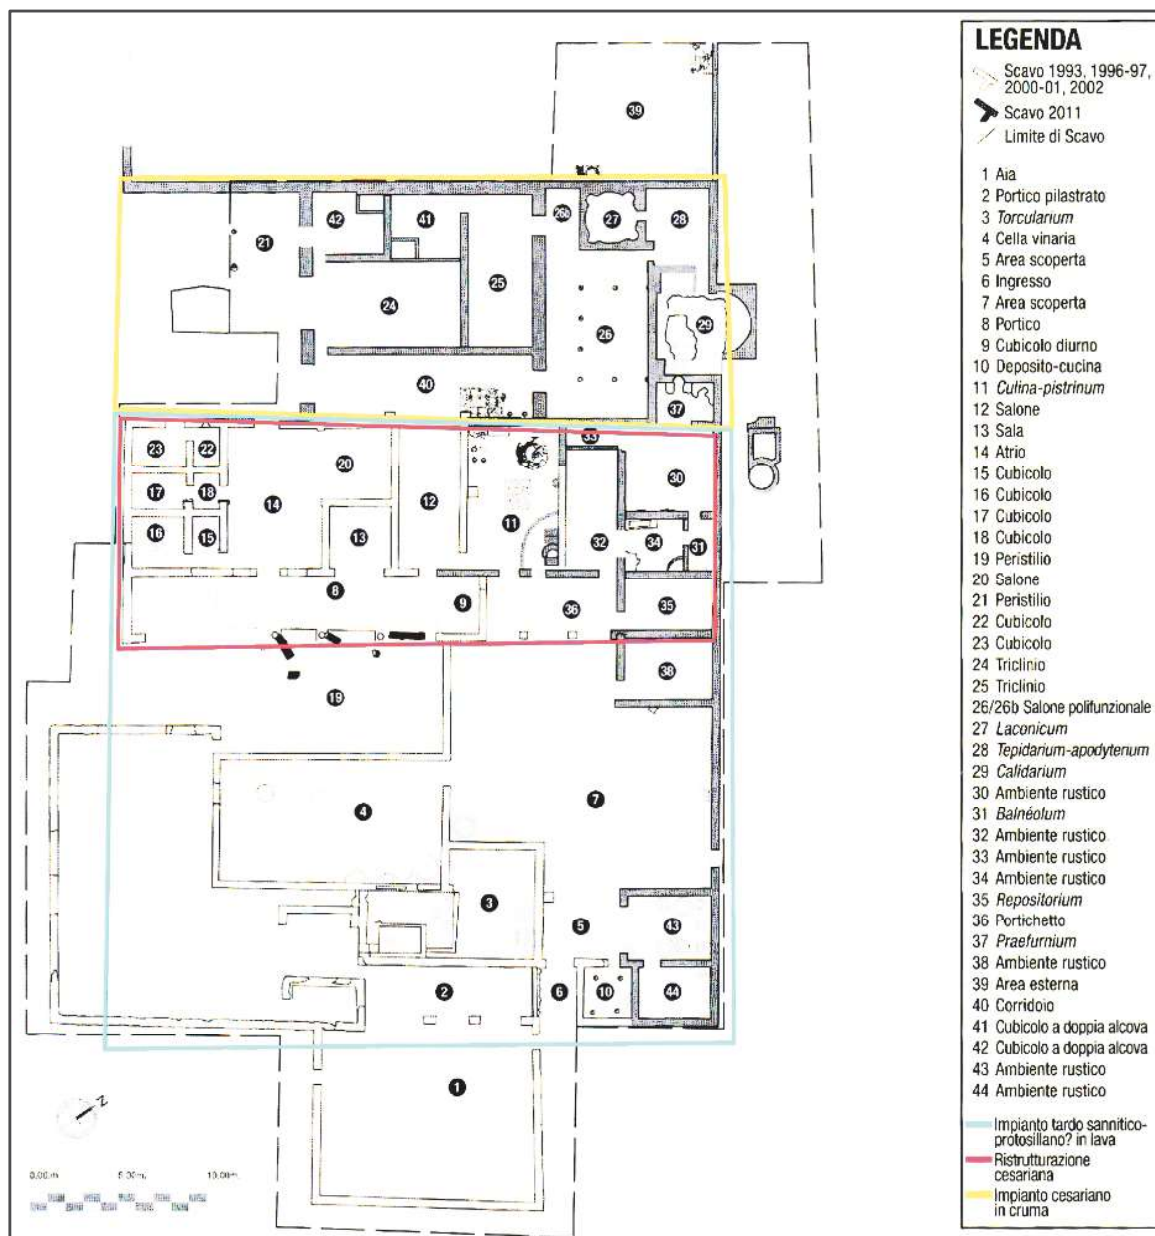 39
26b
27
28
42
41
21
25
24
26
29
40
37
33
23
22
20
30
17
18
14
12
13
11
16
15
32
34
31
8
9
36
35
38
19
7
4
3
5
43
2
6
10
44
1
Z
0,00 m
5,00m,
10,00m,
LEGENDA
Scavo 1993, 1996-97,
2000-01, 2002
Scavo 2011
Limite di Scavo
1 Aia
2 Portico pilastrato
3 Torcularium
4 Cella vinaria
5 Area scoperta
6 Ingresso
7 Area scoperta
8 Portico
9 Cubicolo diurno
10 Deposito-cucina
11 Culina-pistrinum
12 Salone
13 Sala
14 Atrio
15 Cubicolo
16 Cubicolo
17 Cubicolo
18 Cubicolo
19 Peristilio
20 Salone
21 Peristilio
22 Cubicolo
23 Cubicolo
24 Triclinio
25 Triclinio
26/26b Salone polifunzionale
27 Laconicum
28 Tepidarium-apodyterium
29 Calidarium
30 Ambiente rustico
31 Balnéolum
32 Ambiente rustico
33 Ambiente rustico
34 Ambiente rustico
35 Repositorium
36 Portichetto
37 Praefurnium
38 Ambiente rustico
39 Area esterna
40 Corridoio
41 Cubicolo a doppia alcova
42 Cubicolo a doppia alcova
43 Ambiente rustico
44 Ambiente rustico
Impianto tardo sannitico-
protosillano? in lava
Ristrutturazione
cesariana
Impianto cesariano
in cruma